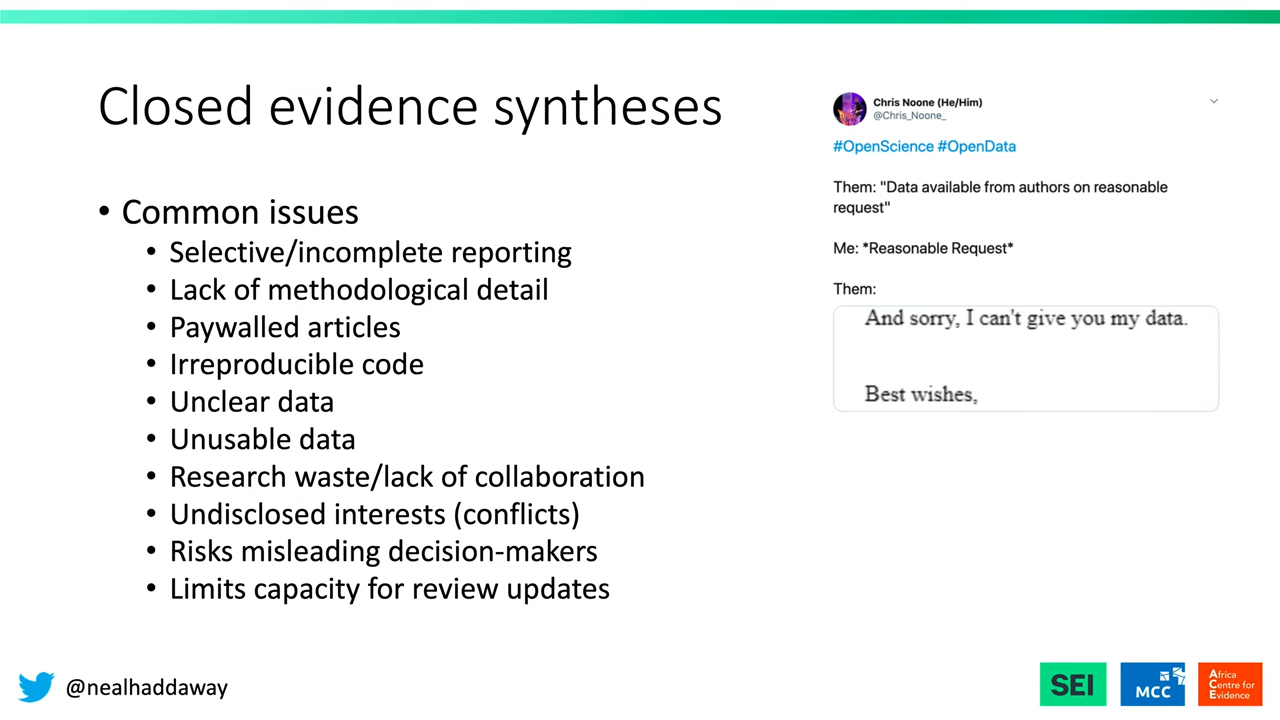 Closed evidence syntheses
• Common issues
• Selective/incomplete reporting
• Lack of methodological detail
• Paywalled articles
• Irreproducible code
• Unclear data
• Unusable data
• Research waste/lack of collaboration
• Undisclosed interests (conflicts)
• Risks misleading decision-makers
• Limits capacity for review updates
Chris Noone (He/Him)
@Chris_Noone_
#OpenScience #OpenData
Them: "Data available from authors on reasonable
request"
Me: *Reasonable Request*
Them:
And sorry, I can't give you my data.
Best wishes,
@nealhaddaway
SEI
MCC
Africa
Centre for
Evidence